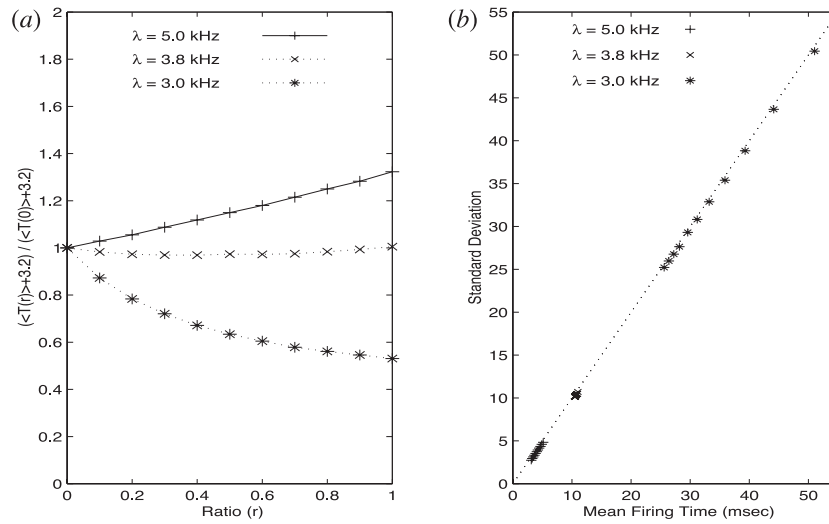 (a)
λ = 5.0 kHz
λ = 3.8 kHz
λ = 3.0 kHz
(<T(r)>+3.2) / (<T(0)>+3.2)
2
1.8
1.6
1.4
1.2
1
0.8
0.6
0.4
0.2
0
0 0.2 0.4 0.6 0.8 1
Ratio (r)
(b)
λ = 5.0 kHz
λ = 3.8 kHz
λ = 3.0 kHz
Standard Deviation
55
50
45
40
35
30
25
20
15
10
5
0
0 10 20 30 40 50
Mean Firing Time (msec)